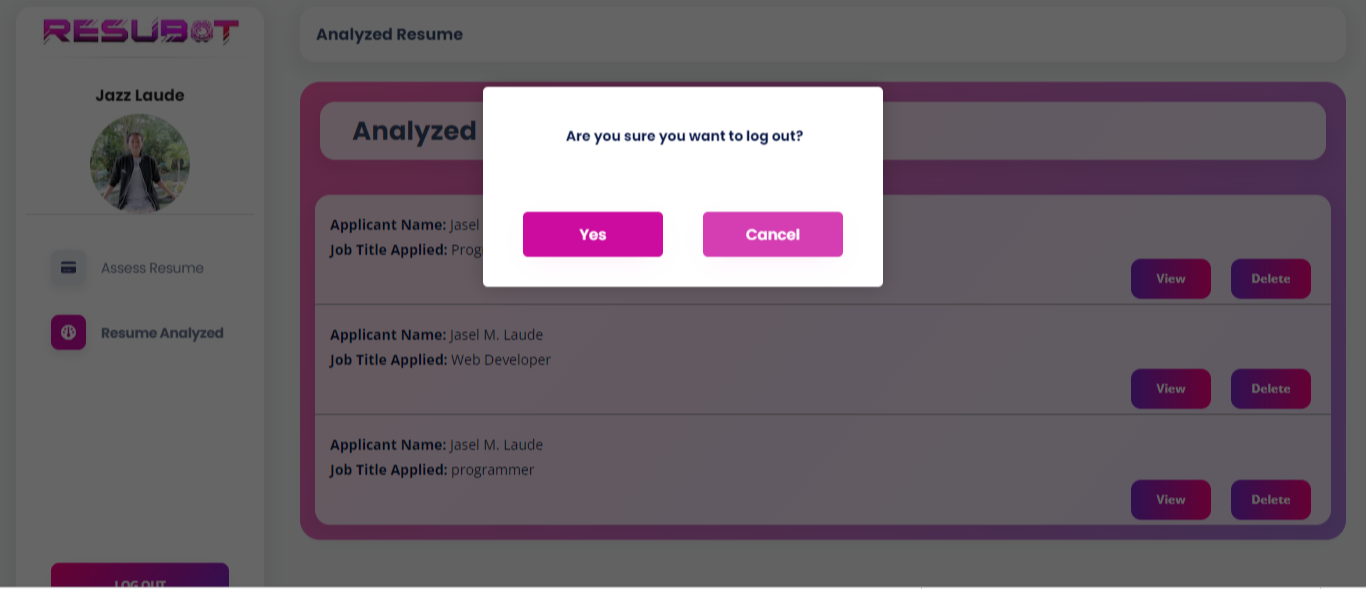 RESUBOT
Jazz Laude
Assess Resume
Resume Analyzed
LOG OUT
Analyzed Resume
Analyzed
Are you sure you want to log out?
Yes
Cancel
Applicant Name: Jasel
Job Title Applied:
View
Delete
Applicant Name: Jasel M. Laude
Job Title Applied: Web Developer
View
Delete
Applicant Name: Jasel M. Laude
Job Title Applied: programmer
View
Delete